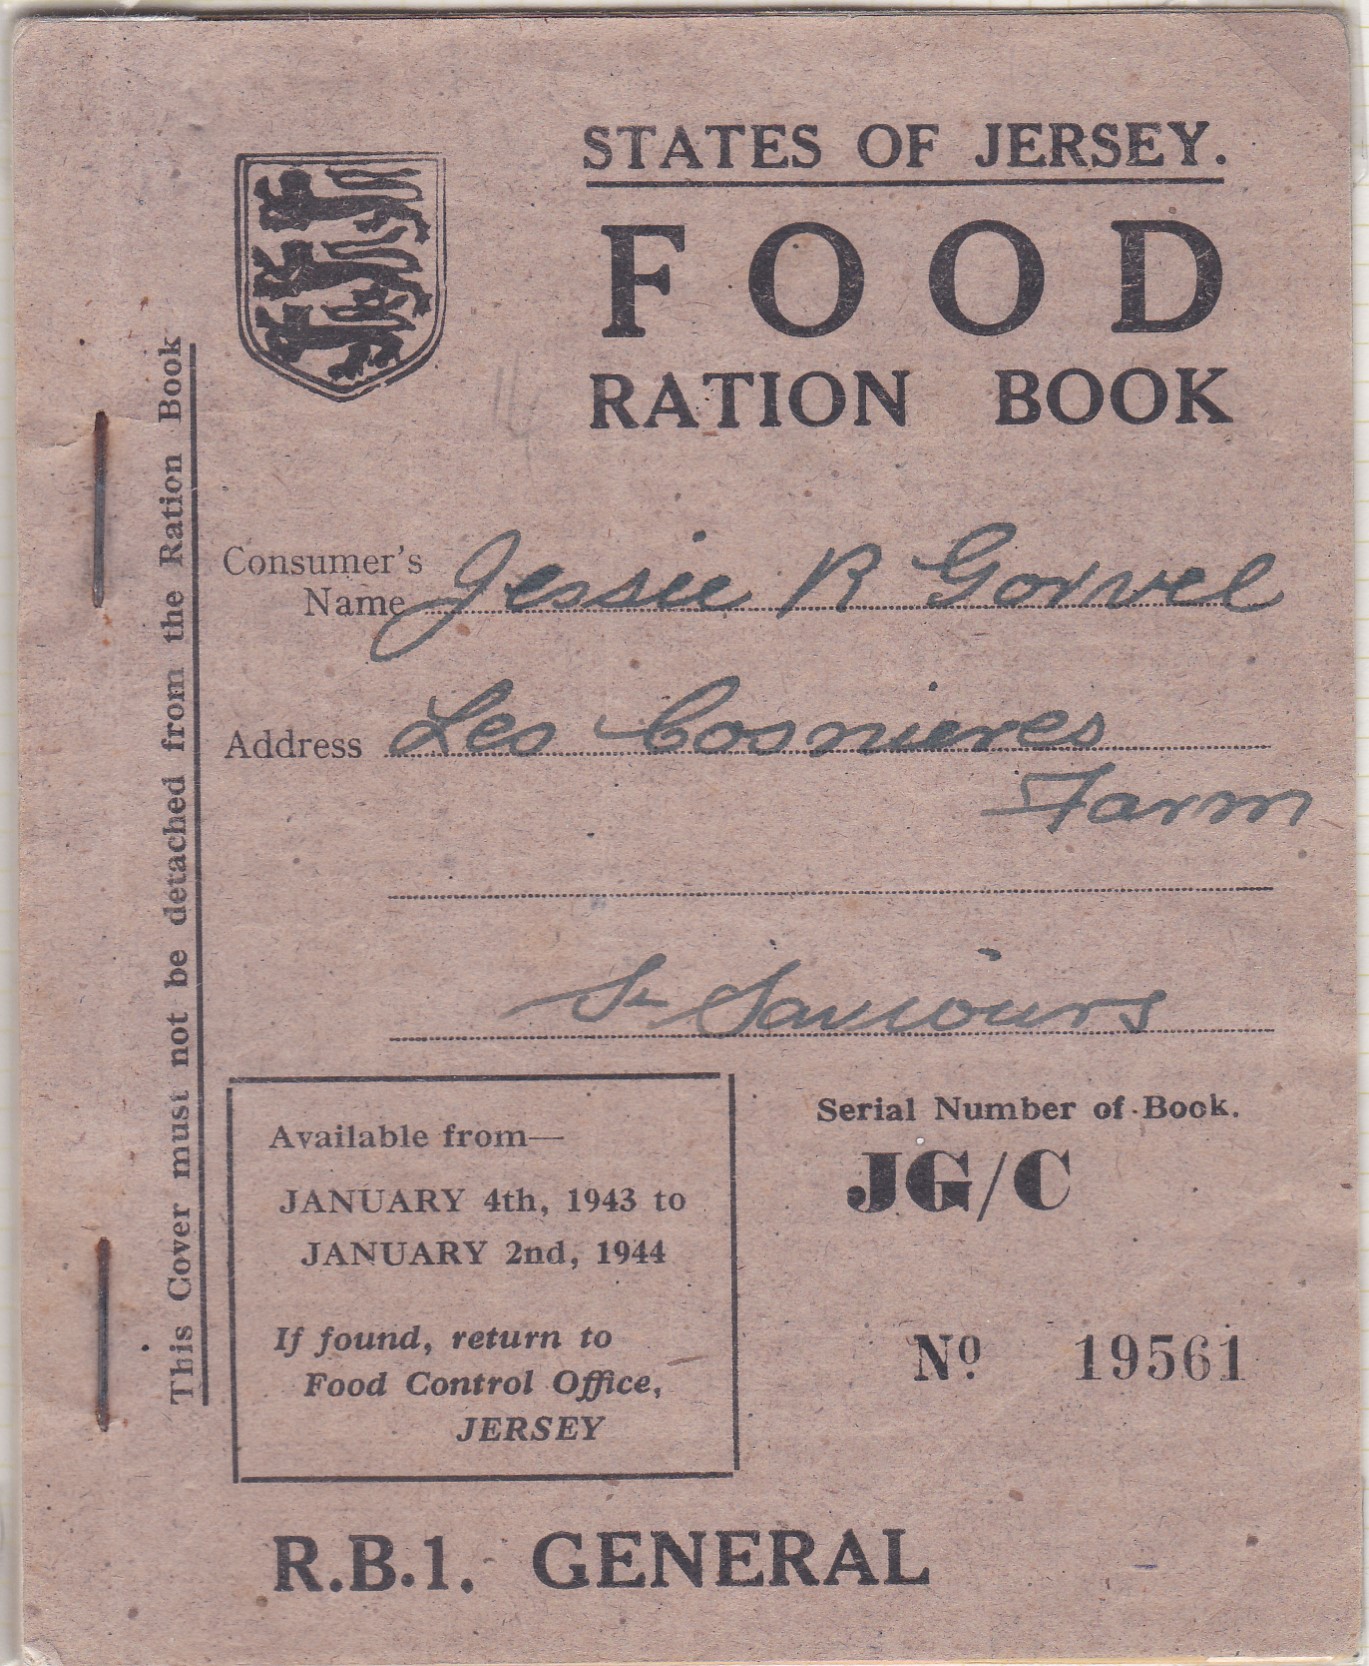 STATES OF JERSEY.
FOOD
RATION BOOK
This Cover must not be detached from the Ration Book
Consumer's
Name Jessie R Gorvel
Address Les Cosnieres
Farm
St Saviours
Available from—
JANUARY 4th, 1943 to
JANUARY 2nd, 1944
If found, return to
Food Control Office,
JERSEY
Serial Number of Book.
JG/C
Nº 19561
R.B.1. GENERAL